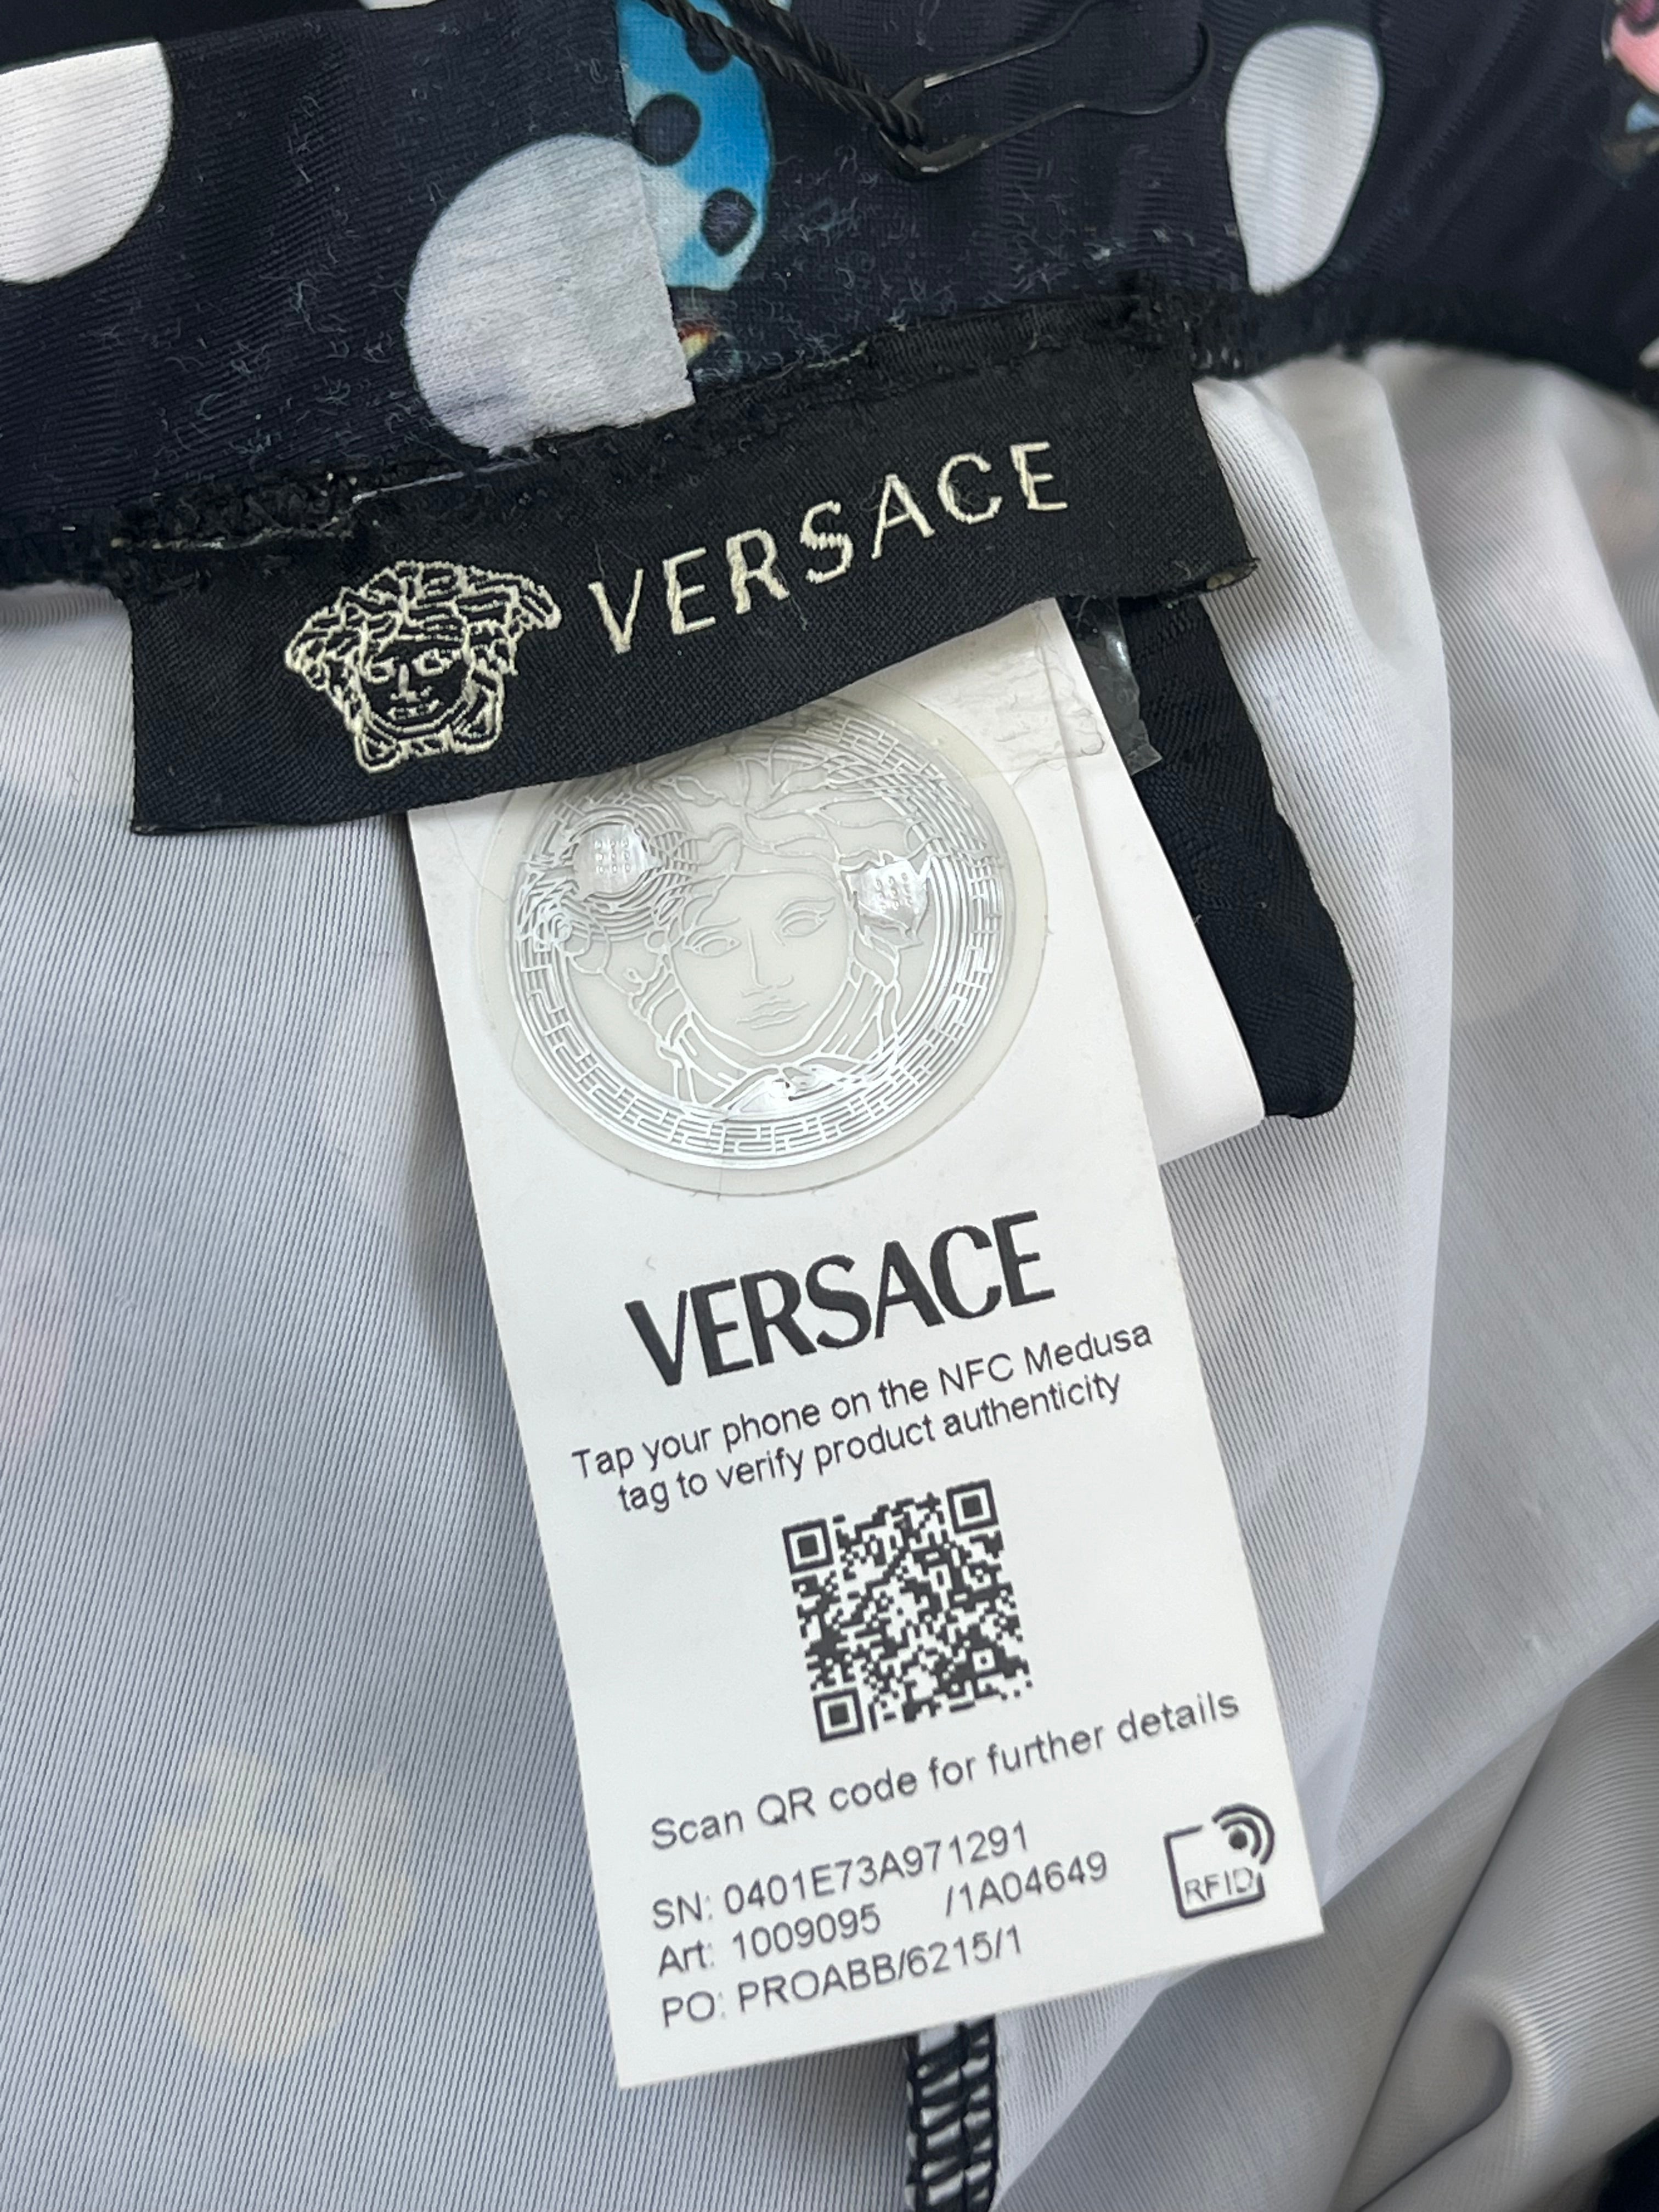 VERSACE
VERSACE
Tap your phone on the NFC Medusa
tag to verify product authenticity
Scan QR code for further details
SN: 0401E73A971291
Art: 1009095 /1A04649
PO: PROABB/6215/1
RFID